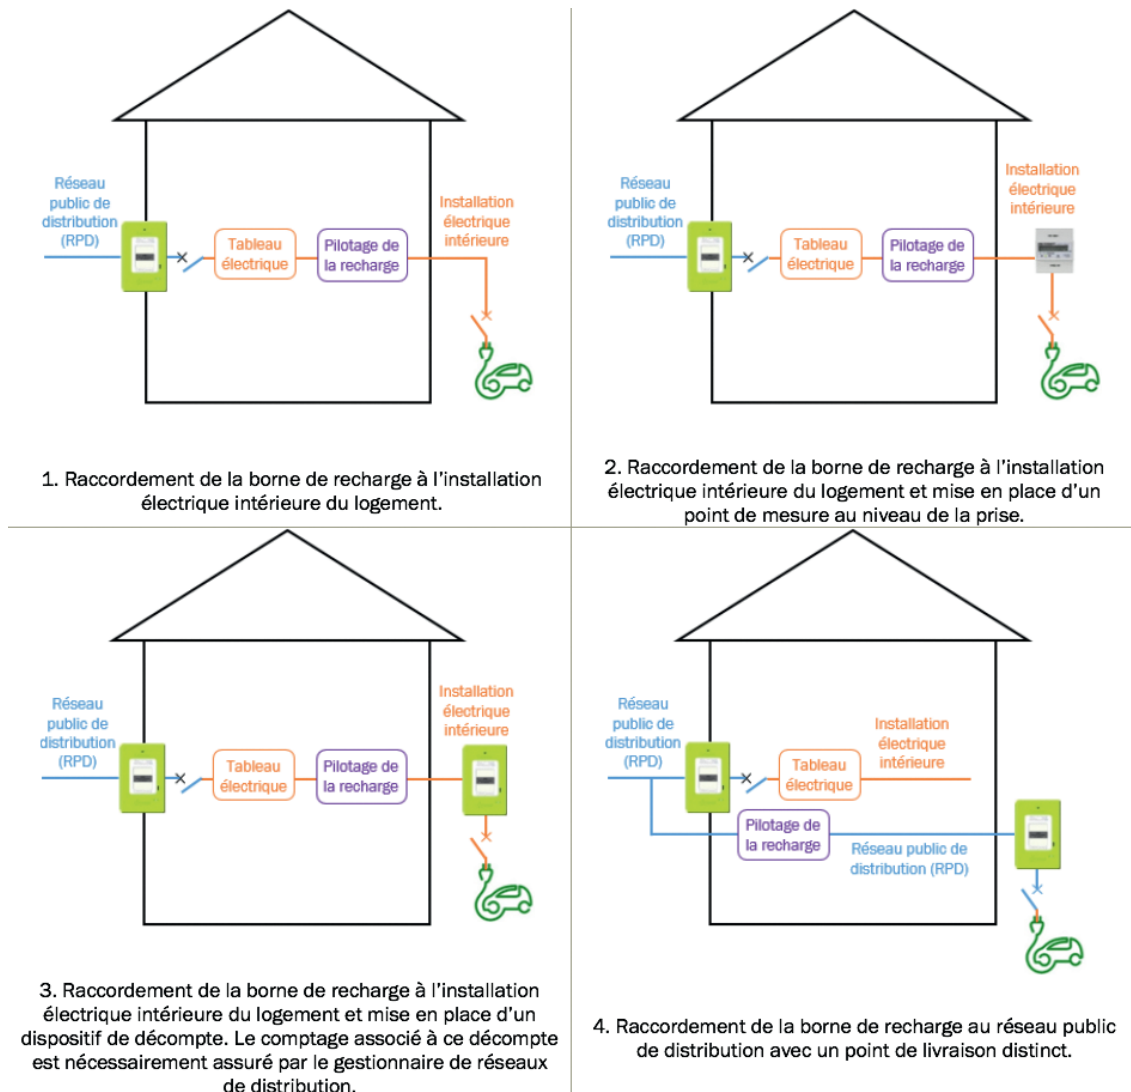 Réseau
public de
distribution
(RPD)
Tableau
électrique
Pilotage de
la recharge
Installation
électrique
intérieure
1. Raccordement de la borne de recharge à l'installation
électrique intérieure du logement.
Réseau
public de
distribution
(RPD)
Tableau
électrique
Pilotage de
la recharge
Installation
électrique
intérieure
2. Raccordement de la borne de recharge à l'installation
électrique intérieure du logement et mise en place d'un
point de mesure au niveau de la prise.
Réseau
public de
distribution
(RPD)
Tableau
électrique
Pilotage de
la recharge
Installation
électrique
intérieure
3. Raccordement de la borne de recharge à l'installation
électrique intérieure du logement et mise en place d'un
dispositif de décompte. Le comptage associé à ce décompte
est nécessairement assuré par le gestionnaire de réseaux
de distribution.
Réseau
public de
distribution
(RPD)
Tableau
électrique
Installation
électrique
intérieure
Pilotage de
la recharge
Réseau public de
distribution (RPD)
4. Raccordement de la borne de recharge au réseau public
de distribution avec un point de livraison distinct.